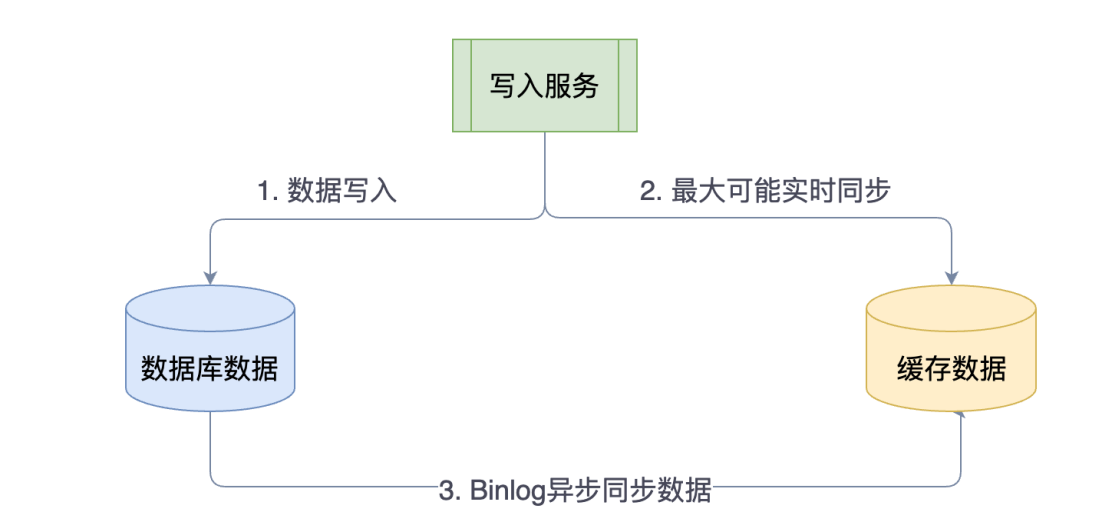 写入服务
1. 数据写入
2. 最大可能实时同步
数据库数据
缓存数据
3. Binlog异步同步数据